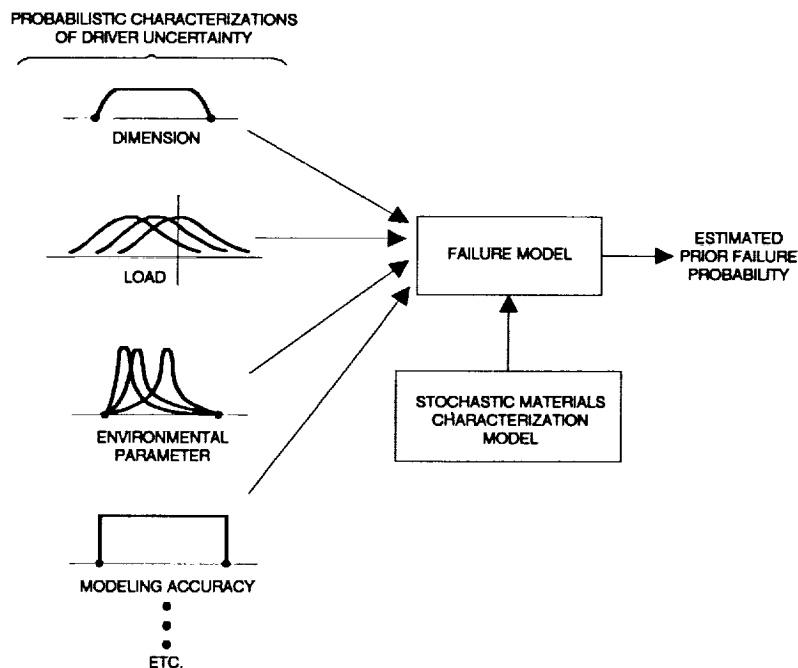 PROBABILISTIC CHARACTERIZATIONS
OF DRIVER UNCERTAINTY
DIMENSION
LOAD
ENVIRONMENTAL
PARAMETER
MODELING ACCURACY
ETC.
FAILURE MODEL
STOCHASTIC MATERIALS
CHARACTERIZATION
MODEL
ESTIMATED
PRIOR FAILURE
PROBABILITY